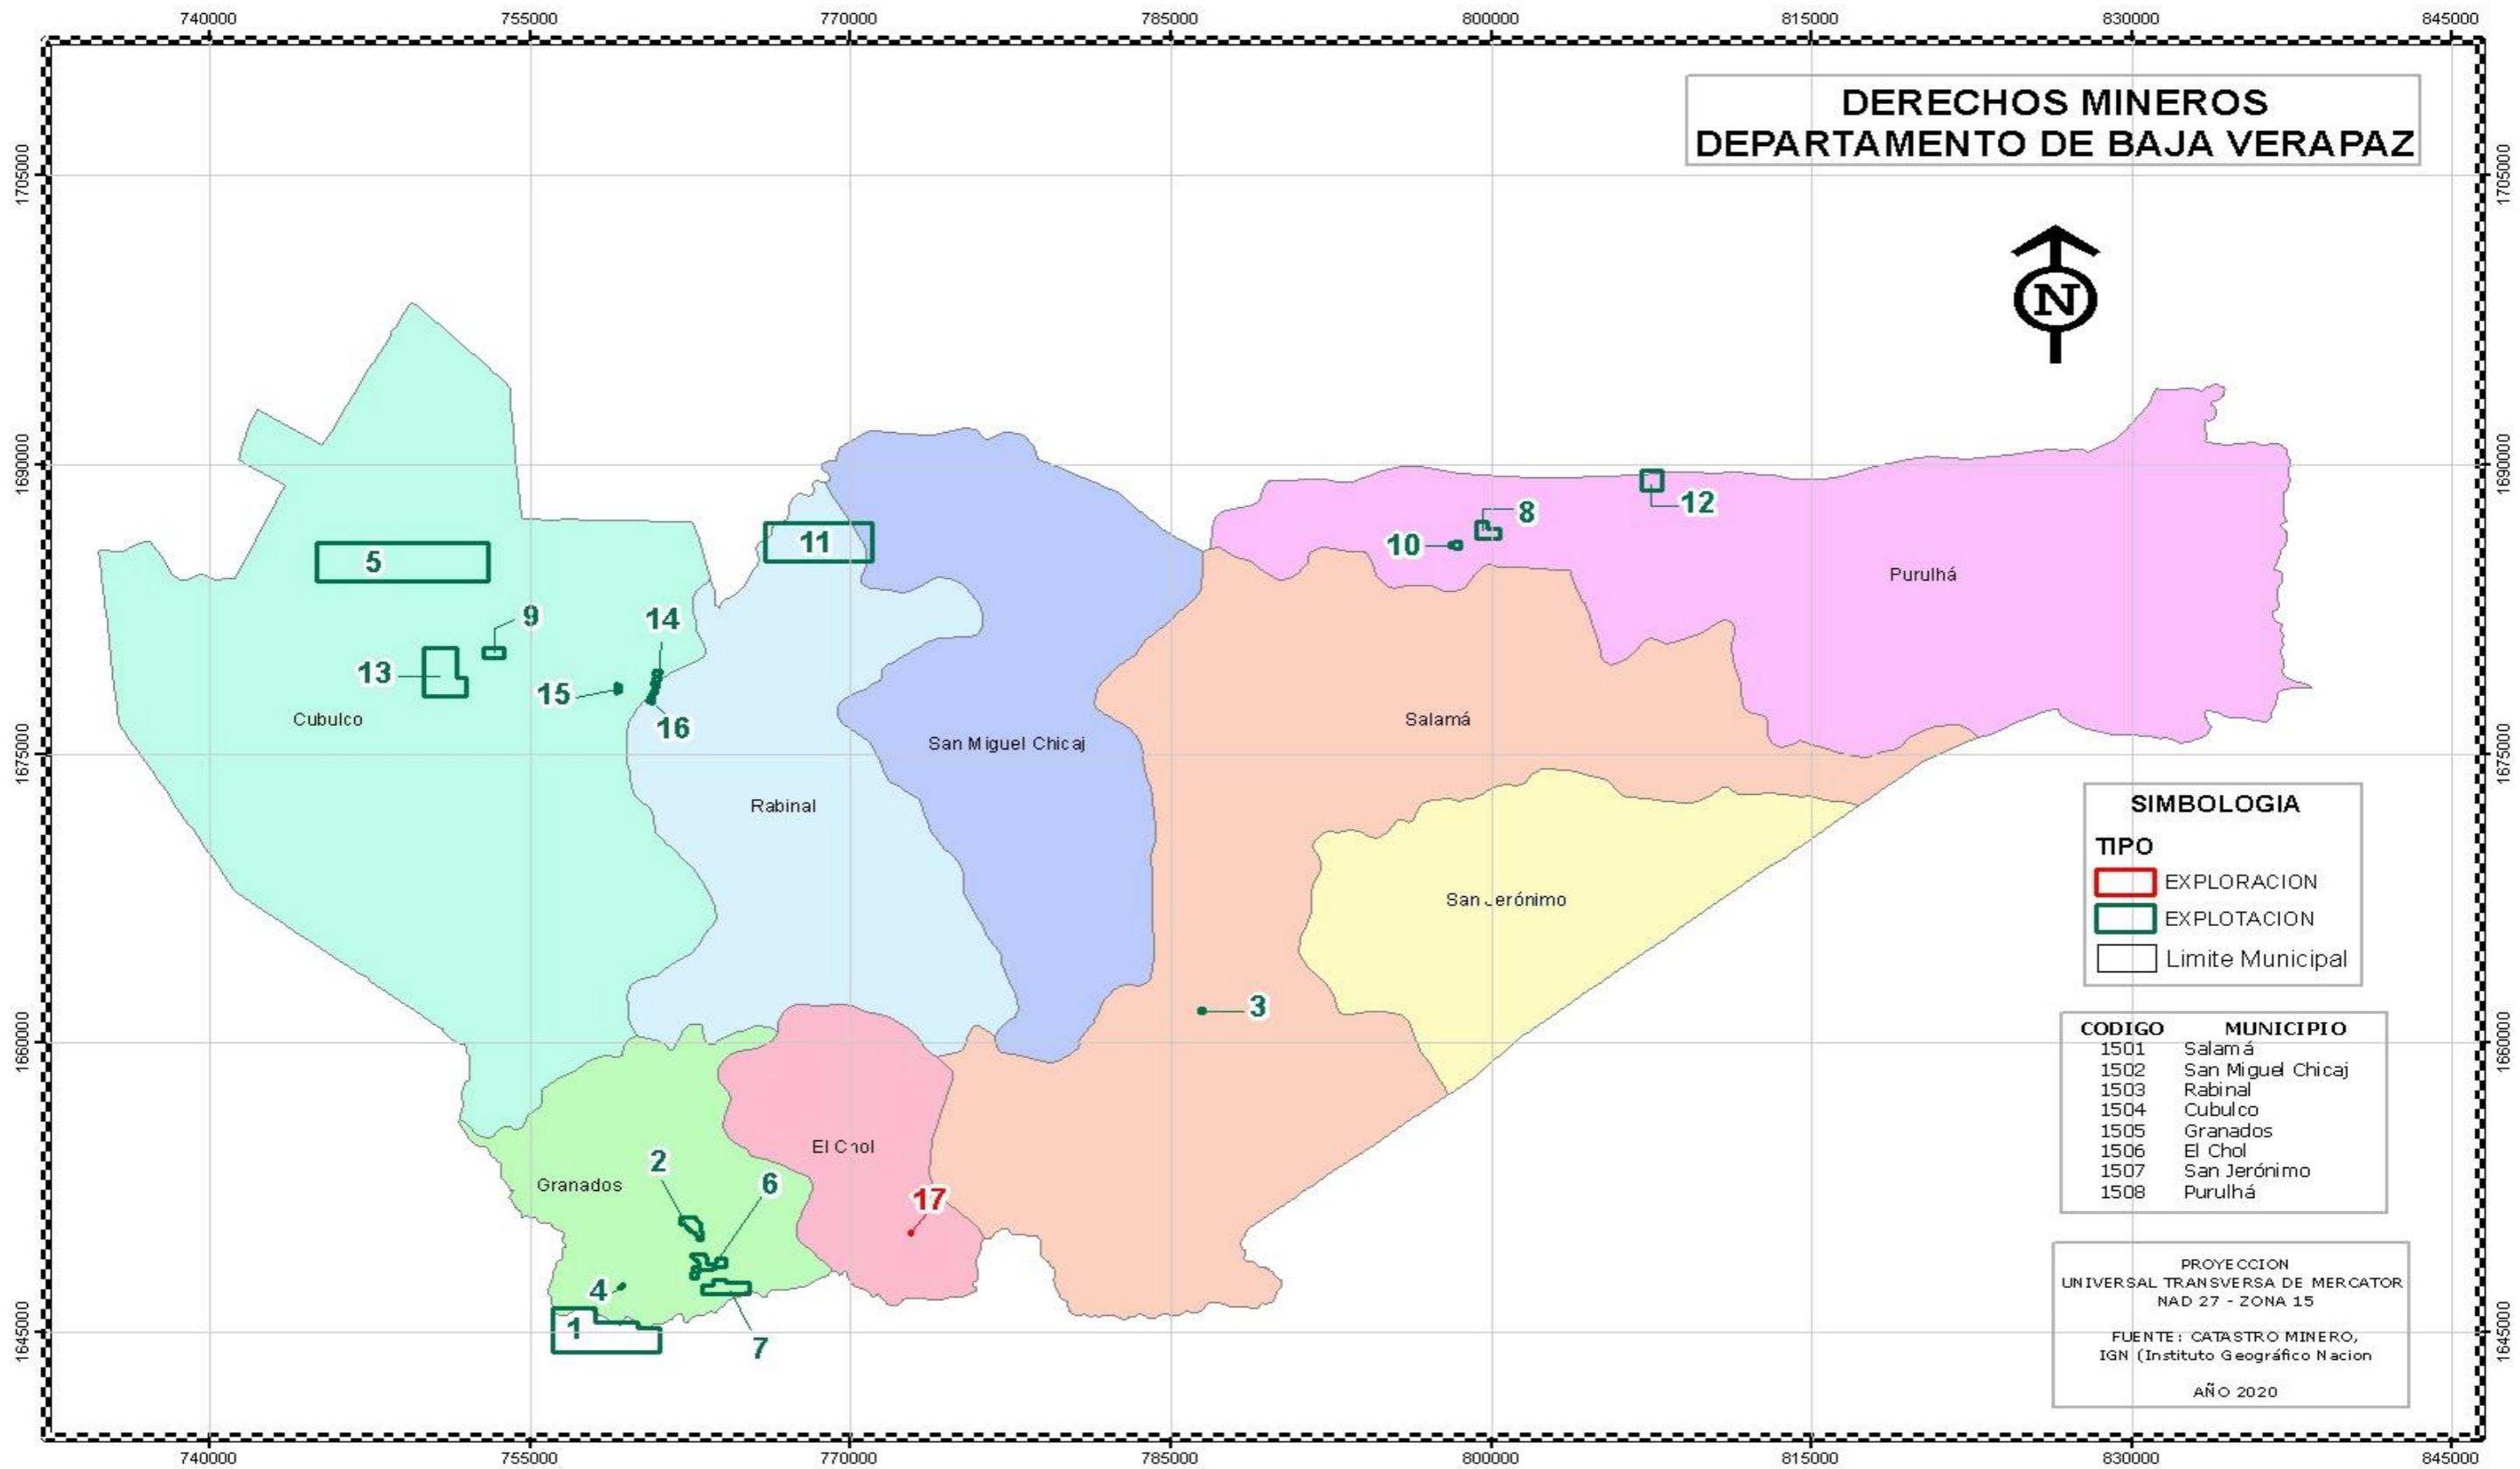 740000 755000 770000 785000 800000 815000 830000 845000
DERECHOS MINEROS
DEPARTAMENTO DE BAJA VERAPAZ
1705000 1705000
N
1690000 1690000
12
8
11
10
5
Purulhá
9
14
13
15
16
Cubulco
Salamá
San Miguel Chicaj
1675000 1675000
Rabinal
SIMBOLOGIA
TIPO
EXPLORACION
EXPLOTACION
Limite Municipal
San Jerónimo
3
1660000 1660000
CODIGO MUNICIPIO
1501 Salamá
1502 San Miguel Chicaj
1503 Rabinal
1504 Cubulco
1505 Granados
1506 El Chol
1507 San Jerónimo
1508 Purulhá
El Chol
2
Granados
6
17
4
1
7
1645000 1645000
PROYECCION
UNIVERSAL TRANSVERSA DE MERCATOR
NAD 27 - ZONA 15
FUENTE: CATASTRO MINERO,
IGN (Instituto Geográfico Nacion
AÑO 2020
740000 755000 770000 785000 800000 815000 830000 845000